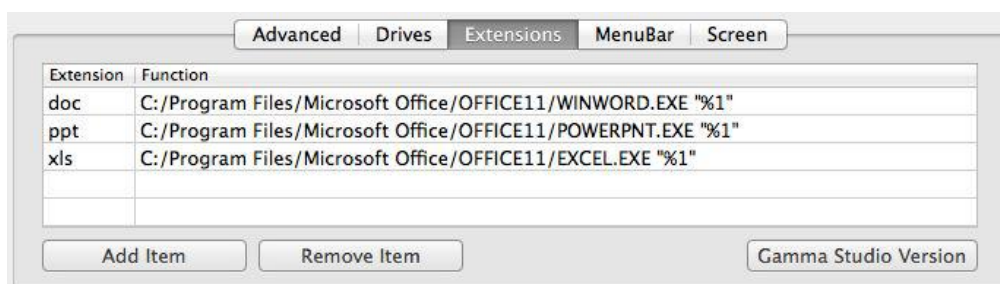 Advanced Drives Extensions MenuBar Screen
Extension Function
doc C:/Program Files/Microsoft Office/OFFICE11/WINWORD.EXE "%1"
ppt C:/Program Files/Microsoft Office/OFFICE11/POWERPNT.EXE "%1"
xls C:/Program Files/Microsoft Office/OFFICE11/EXCEL.EXE "%1"
Add Item Remove Item Gamma Studio Version